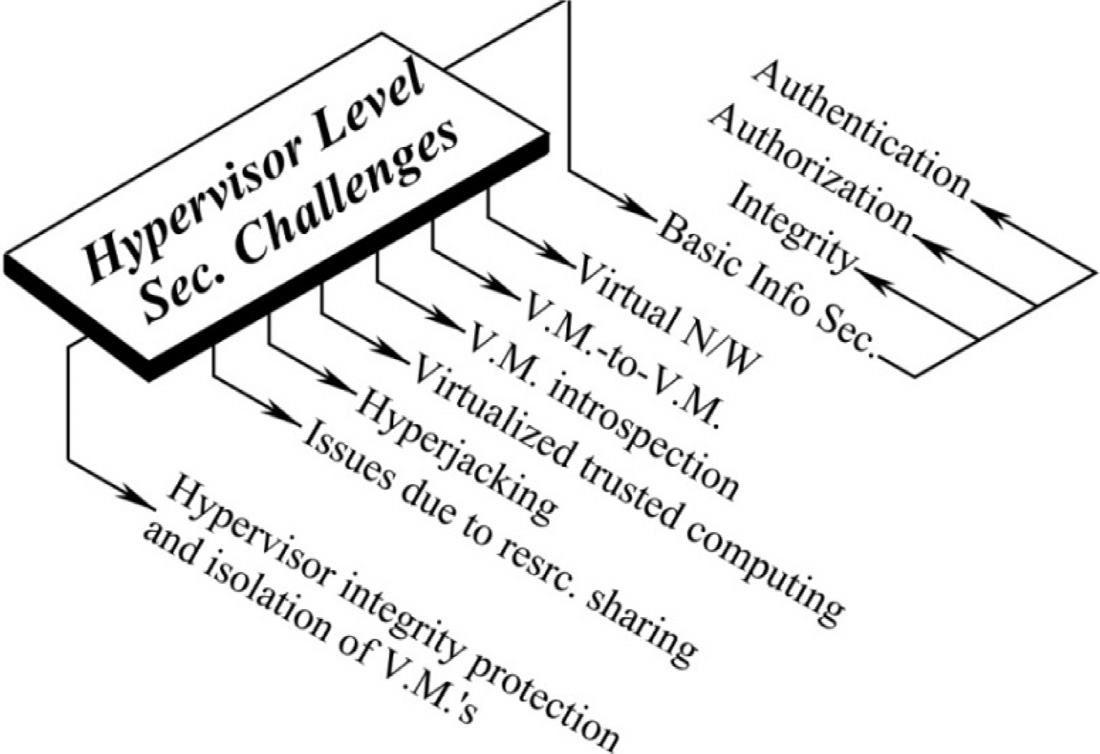 Hypervisor Level
Sec. Challenges
Authentication
Authorization
Integrity
Basic Info Sec.
Virtual N/W
V.M.-to-V.M.
V.M. introspection
Virtualized trusted computing
Hyperjacking
Issues due to resrc. sharing
Hypervisor integrity protection
and isolation of V.M.'s